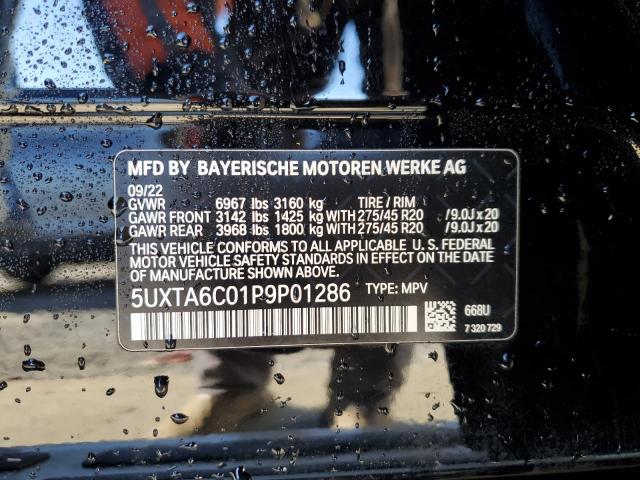 MFD BY BAYERISCHE MOTOREN WERKE AG
09/22
GVWR 6967 lbs 3160 kg TIRE / RIM
GAWR FRONT 3142 lbs 1425 kg WITH 275/45 R20 /9.0J x 20
GAWR REAR 3968 lbs 1800 kg WITH 275/45 R20 /9.0J x 20
THIS VEHICLE CONFORMS TO ALL APPLICABLE U. S. FEDERAL
MOTOR VEHICLE SAFETY STANDARDS IN EFFECT ON THE DATE
OF MANUFACTURE SHOWN ABOVE.
5UXTA6C01P9P01286 TYPE: MPV
668U
7 320 729